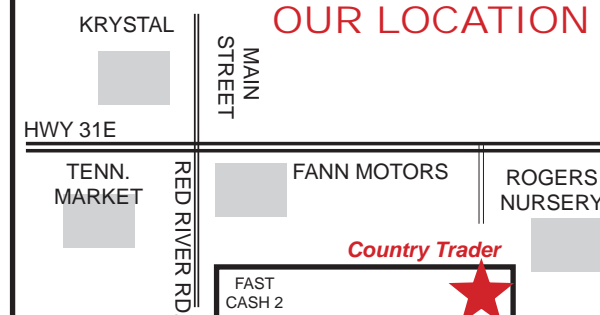 OUR LOCATION
KRYSTAL
MAIN
STREET
HWY 31E
TENN.
MARKET
RED RIVER RD.
FANN MOTORS
ROGERS
NURSERY
Country Trader
FAST
CASH 2